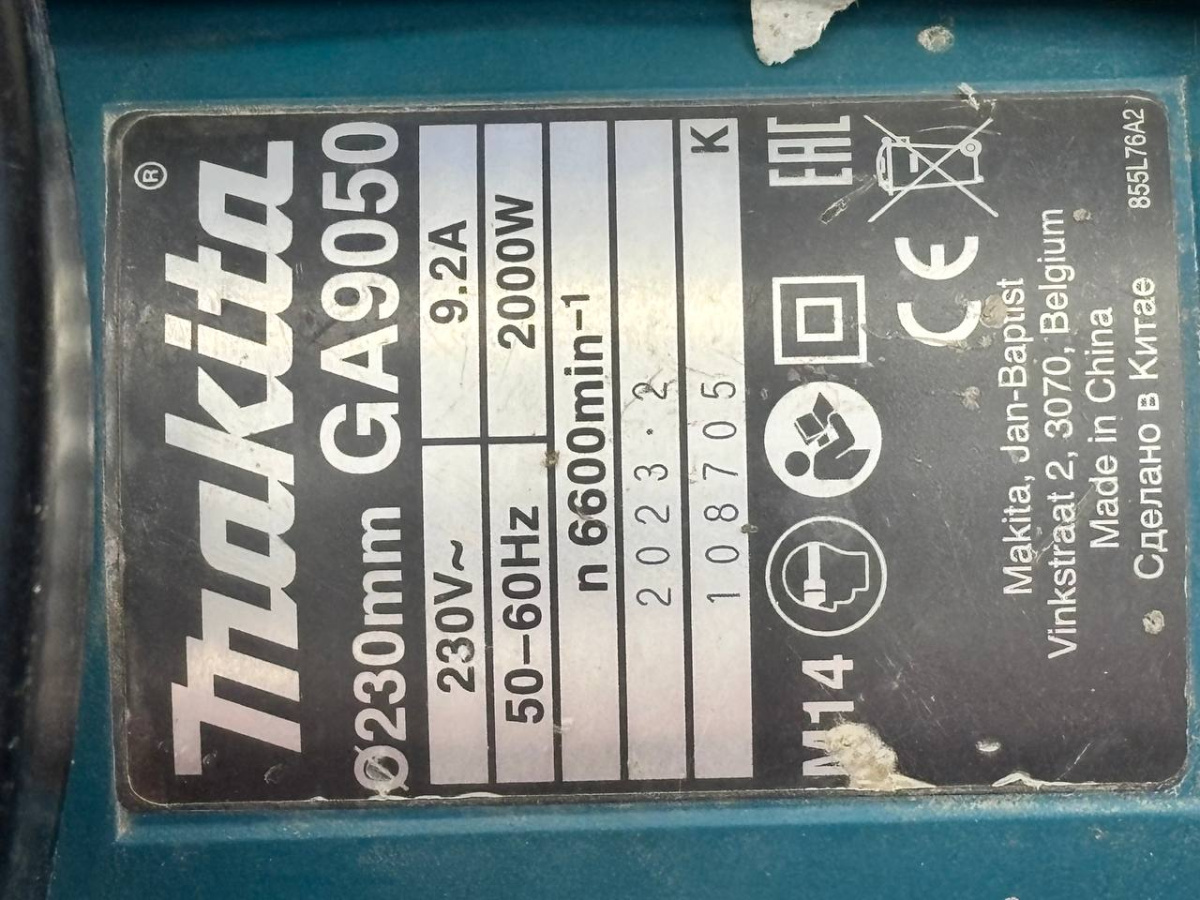 Makita®
Ø230mm GA9050
230V~ 9.2A
50–60Hz 2000W
n 6600min⁻¹
2023.2
108705 K
M14 EAC
CE
Makita, Jan-Baptist
Vinkstraat 2, 3070, Belgium
Made in China
Сделано в Китае 855L76A2